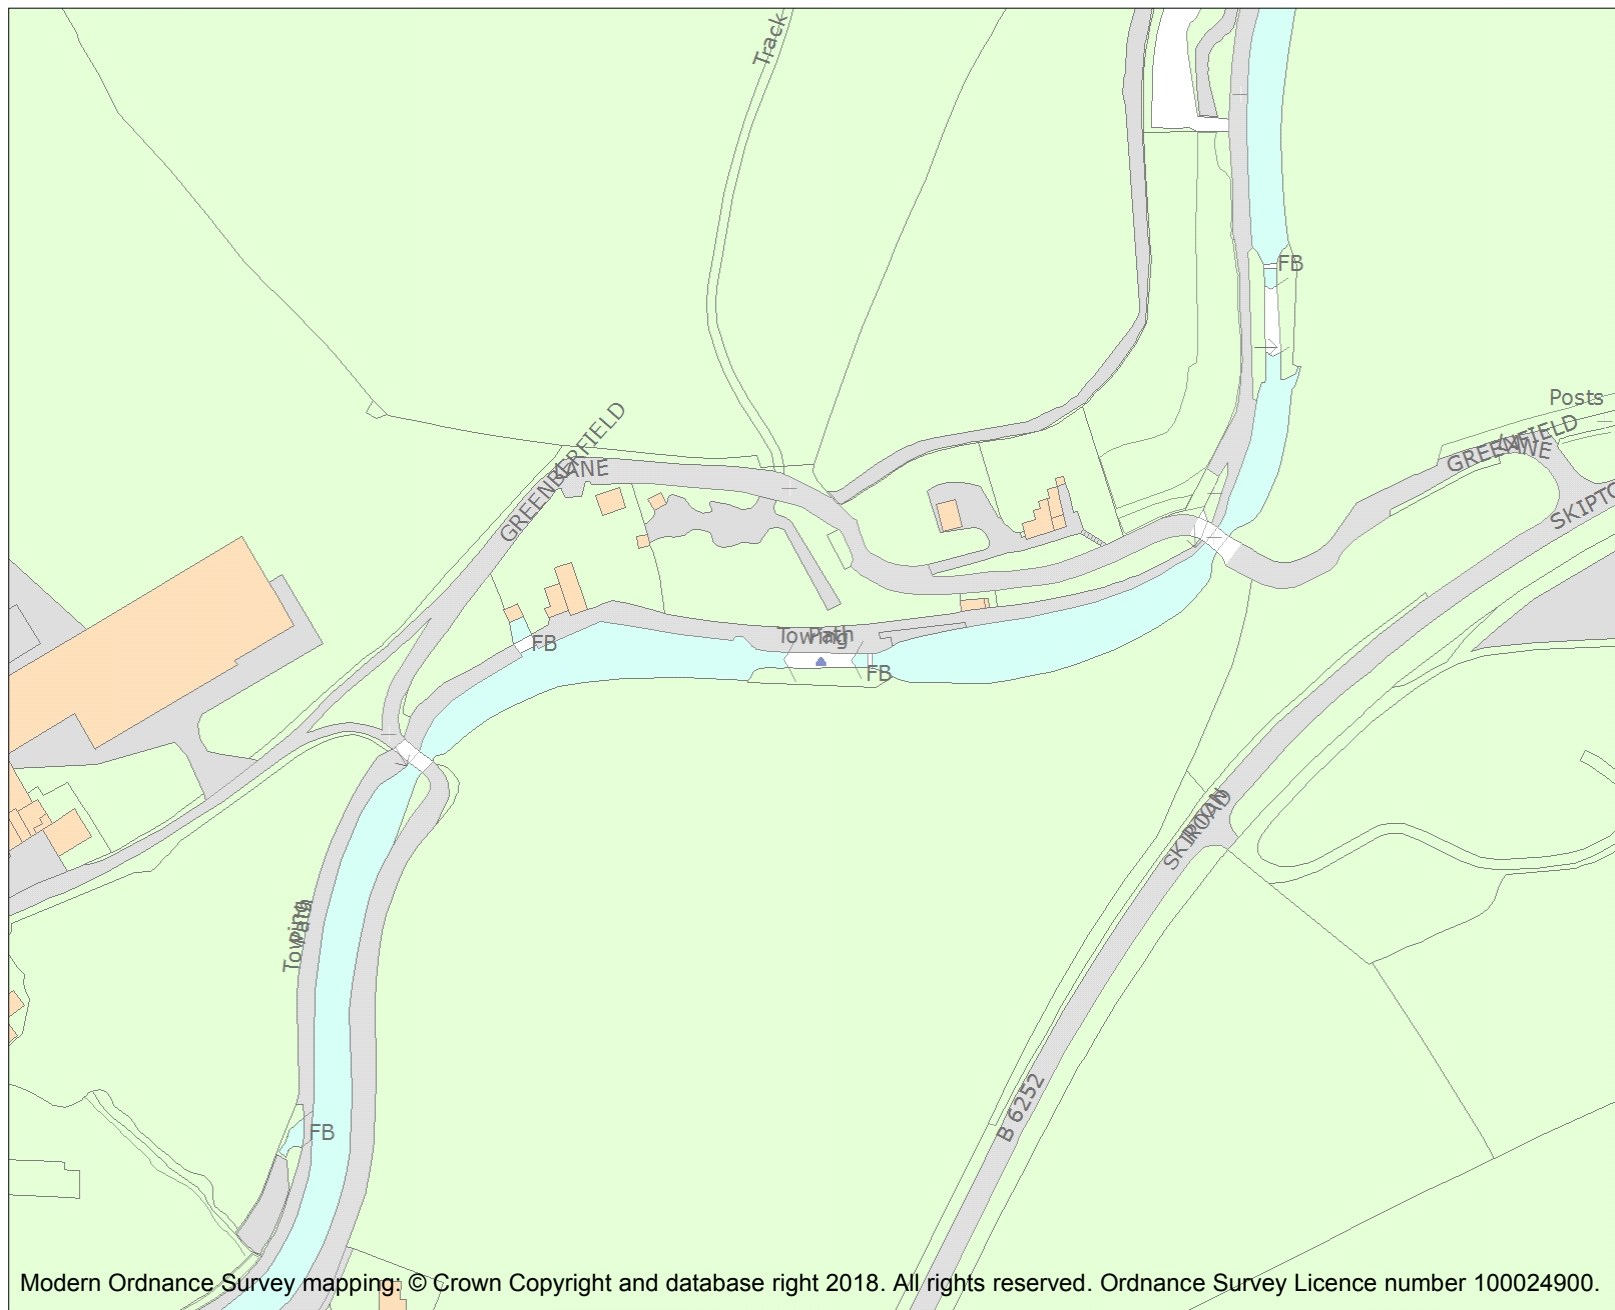 Track
FB
Posts
GREENBERFIELD
LANE
GREENFIELD
LANE
SKIPTO
FB
Towing
Path
FB
SKIPTON
ROAD
Towing
Path
B 6252
FB
Modern Ordnance Survey mapping: © Crown Copyright and database right 2018. All rights reserved. Ordnance Survey Licence number 100024900.